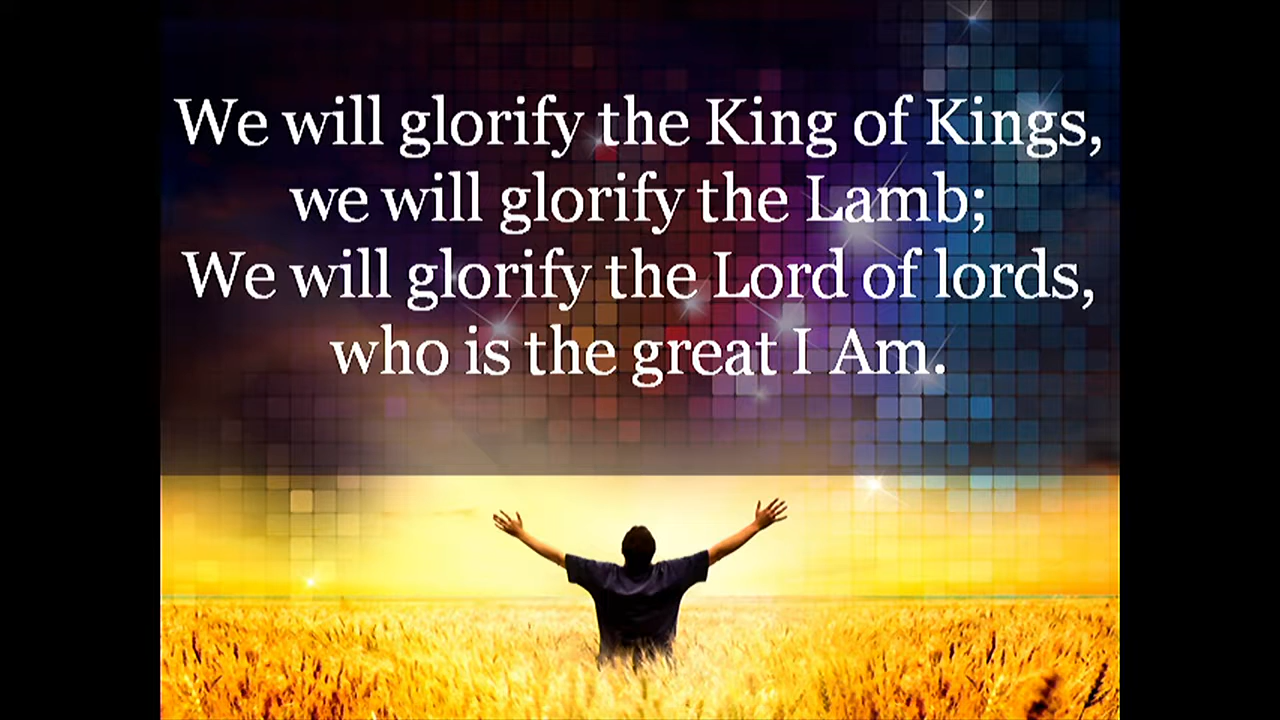 We will glorify the King of Kings,
we will glorify the Lamb;
We will glorify the Lord of lords,
who is the great I Am.